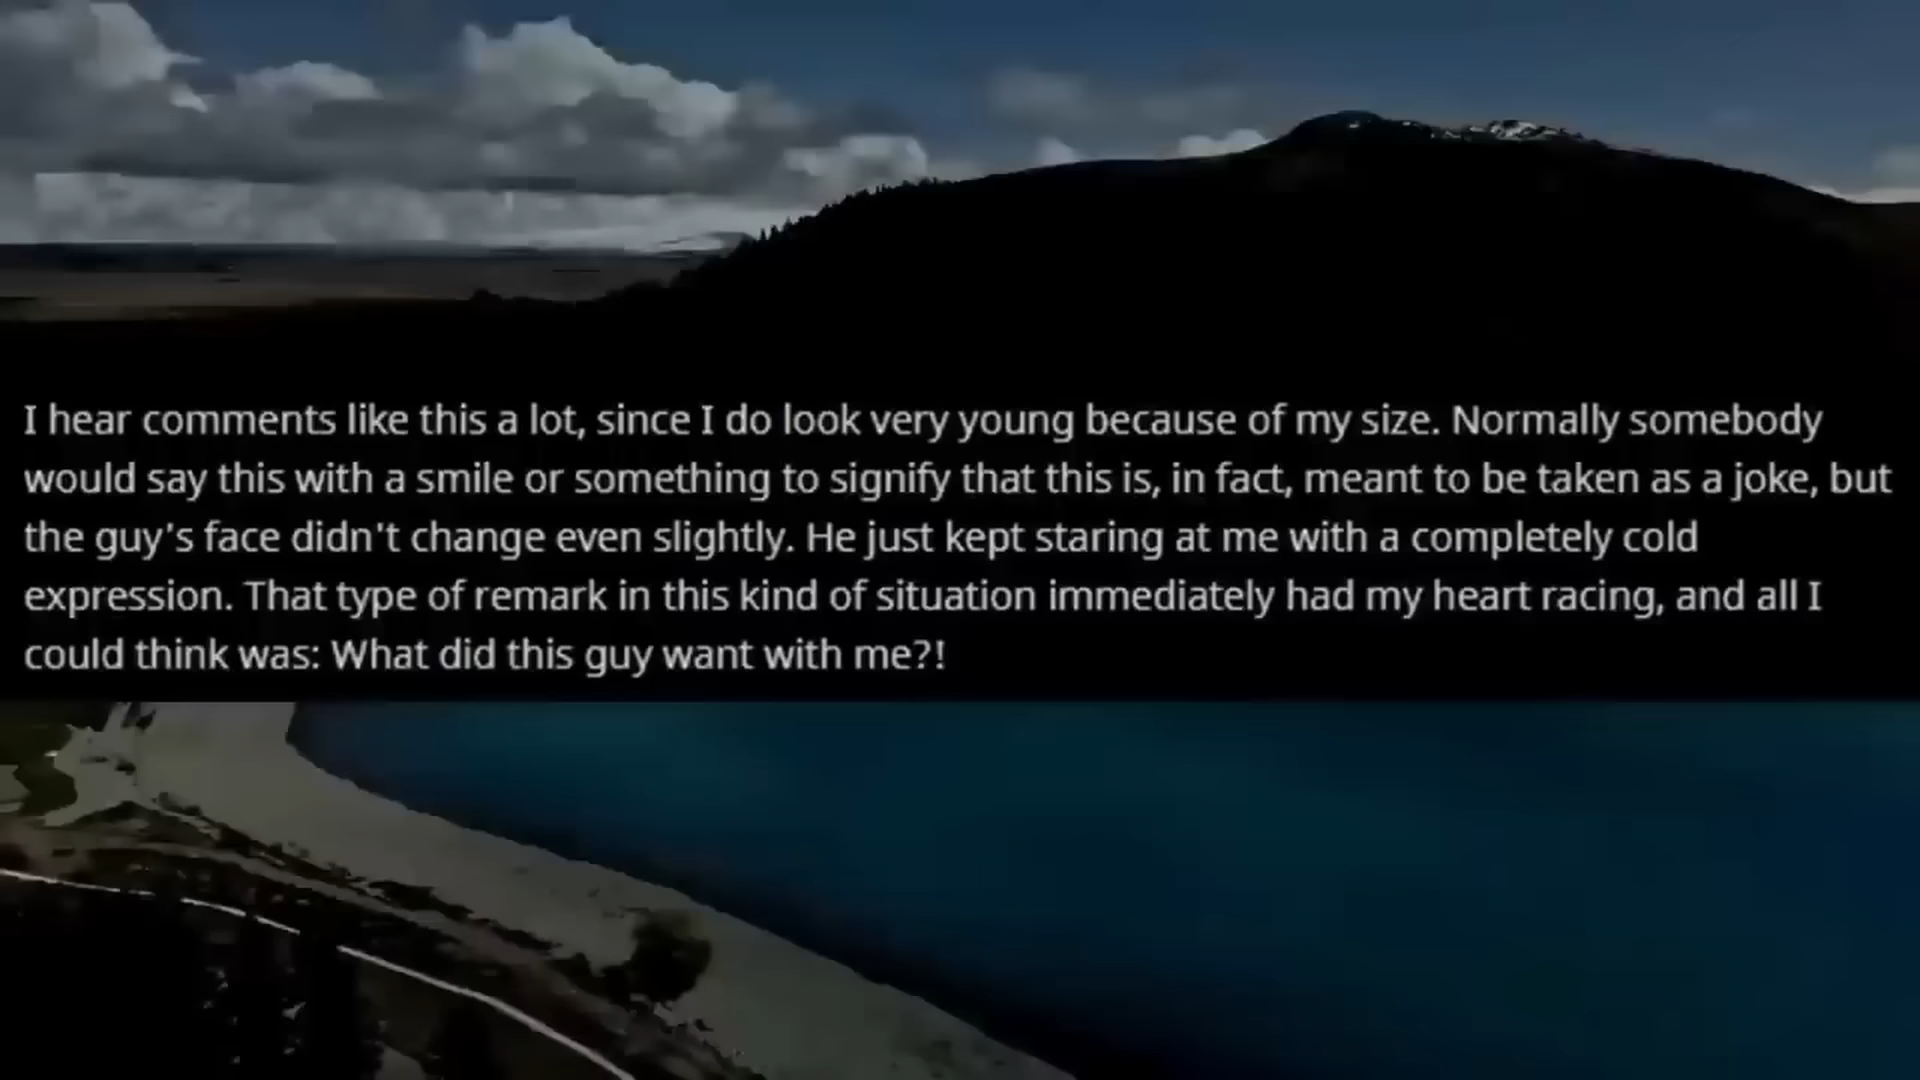 I hear comments like this a lot, since I do look very young because of my size. Normally somebody
would say this with a smile or something to signify that this is, in fact, meant to be taken as a joke, but
the guy's face didn't change even slightly. He just kept staring at me with a completely cold
expression. That type of remark in this kind of situation immediately had my heart racing, and all I
could think was: What did this guy want with me?!